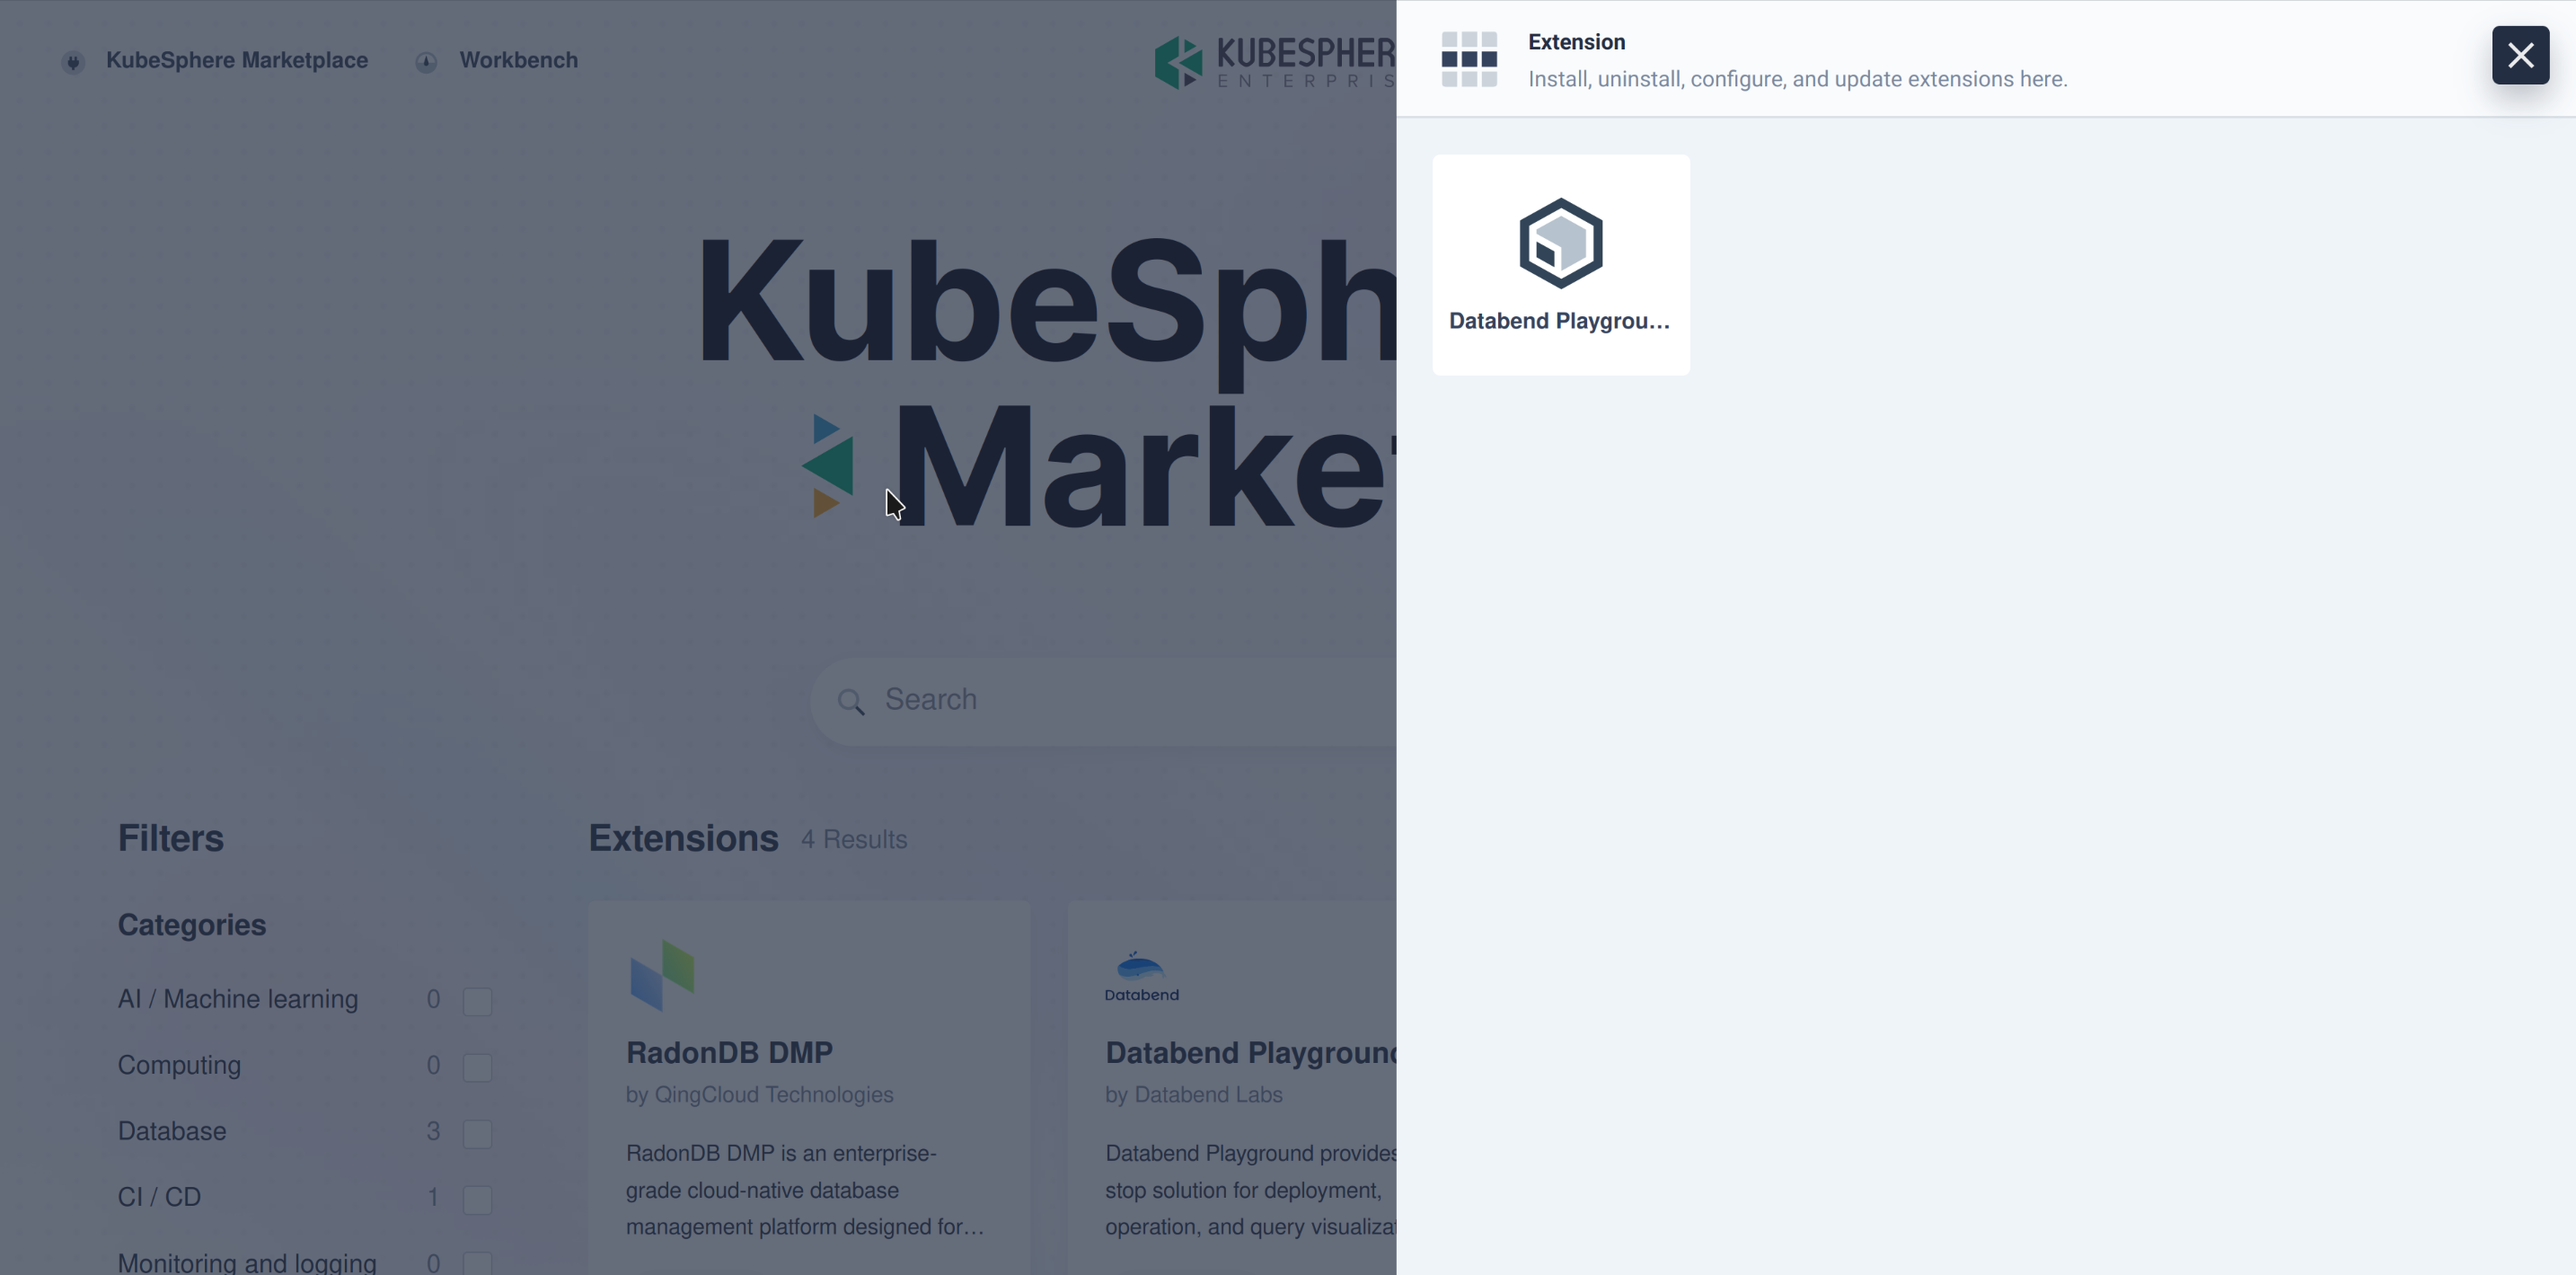 KubeSphere Marketplace
Workbench
KUBESPHER
ENTERPRIS
Extension
Install, uninstall, configure, and update extensions here.
Databend Playgrou...
KubeSph
Market
Search
Filters
Extensions 4 Results
Categories
AI / Machine learning 0
Computing 0
Database 3
CI / CD 1
Monitoring and logging 0
RadonDB DMP
by QingCloud Technologies
RadonDB DMP is an enterprise-
grade cloud-native database
management platform designed for...
Databend
Databend Playground
by Databend Labs
Databend Playground provides
stop solution for deployment,
operation, and query visualizat